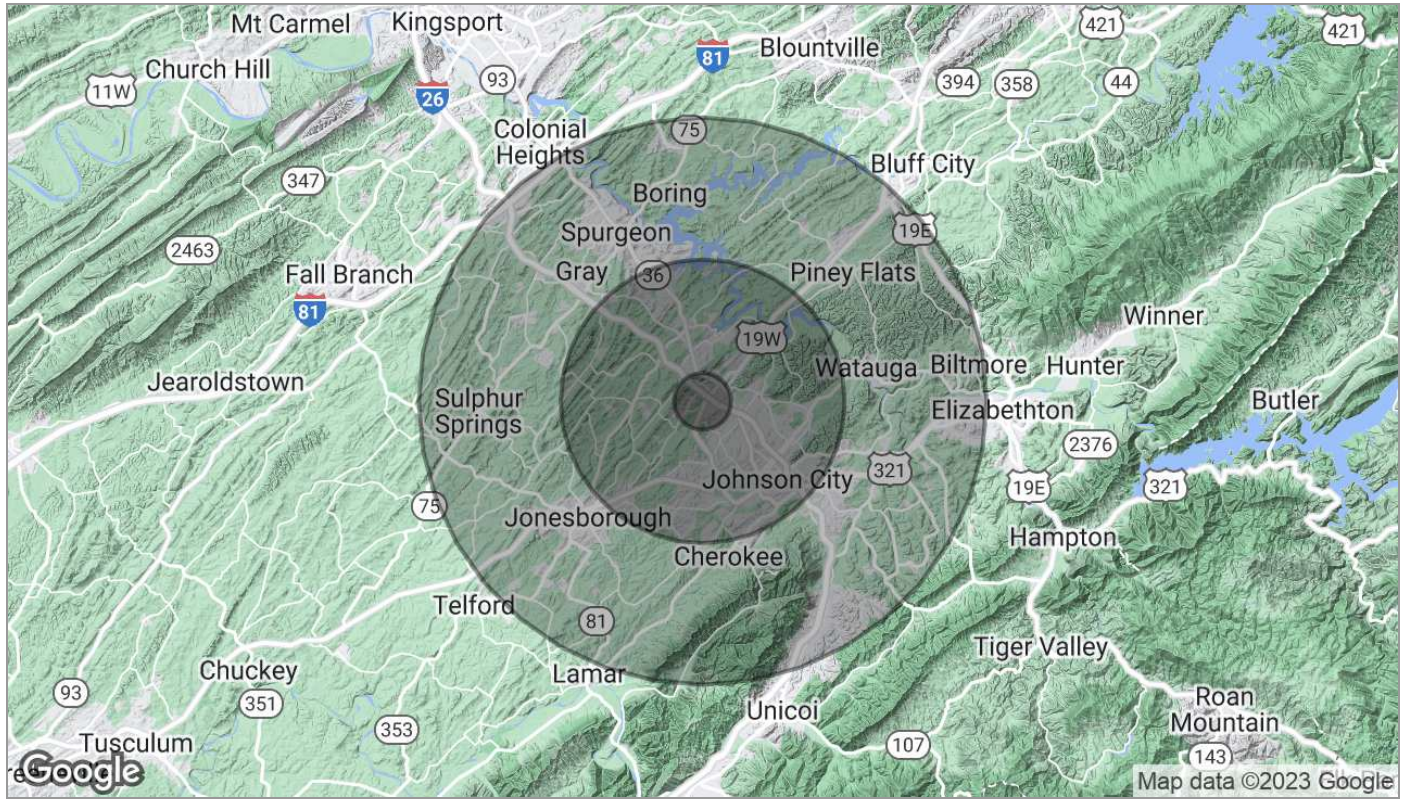 Mt Carmel
Kingsport
421
421
Church Hill
93
81
Blountville
11W
26
394
358
44
Colonial
Heights
75
Bluff City
347
Boring
2463
Spurgeon
19E
Fall Branch
Gray
36
Piney Flats
81
19W
Winner
Jearoldstown
Watauga
Biltmore
Hunter
Sulphur
Springs
Elizabethton
Butler
2376
Johnson City
321
19E
321
75
Jonesborough
Hampton
Cherokee
Telford
81
Tiger Valley
Chuckey
Lamar
93
351
Unicoi
Roan
Mountain
353
107
Tusculum
143
Google
Map data ©2023 Google